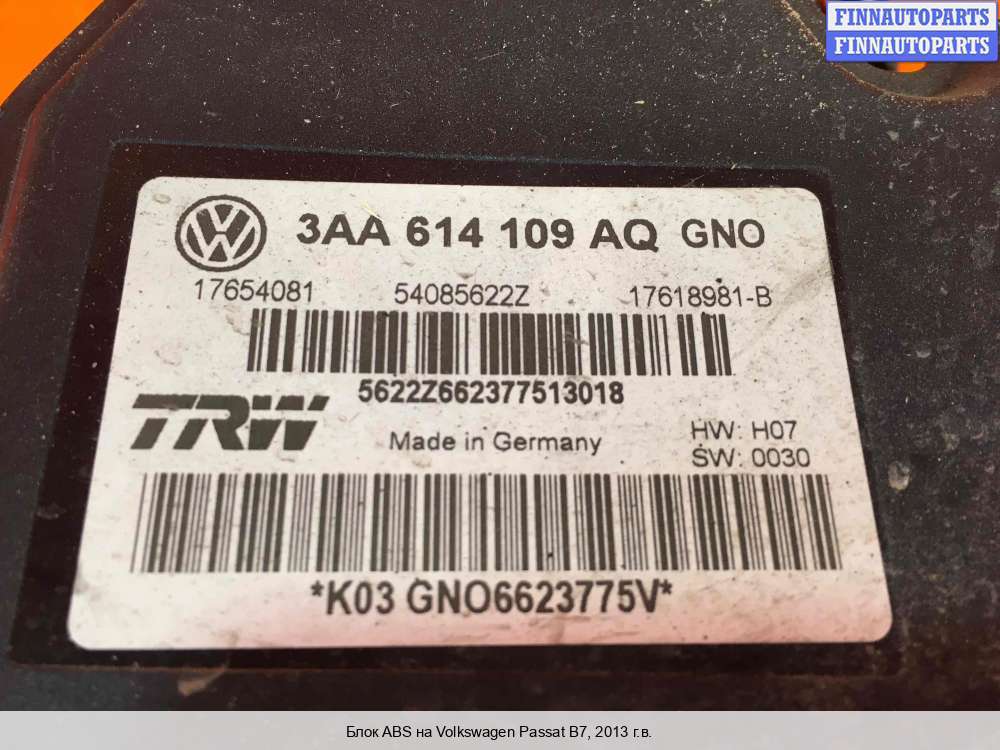 FINNAUTOPARTS
FINNAUTOPARTS
3AA 614 109 AQ GNO
17654081 54085622Z 17618981-B
5622Z662377513018
TRW
Made in Germany
HW: H07
SW: 0030
*K03 GNO6623775V*
Блок ABS на Volkswagen Passat B7, 2013 г.в.